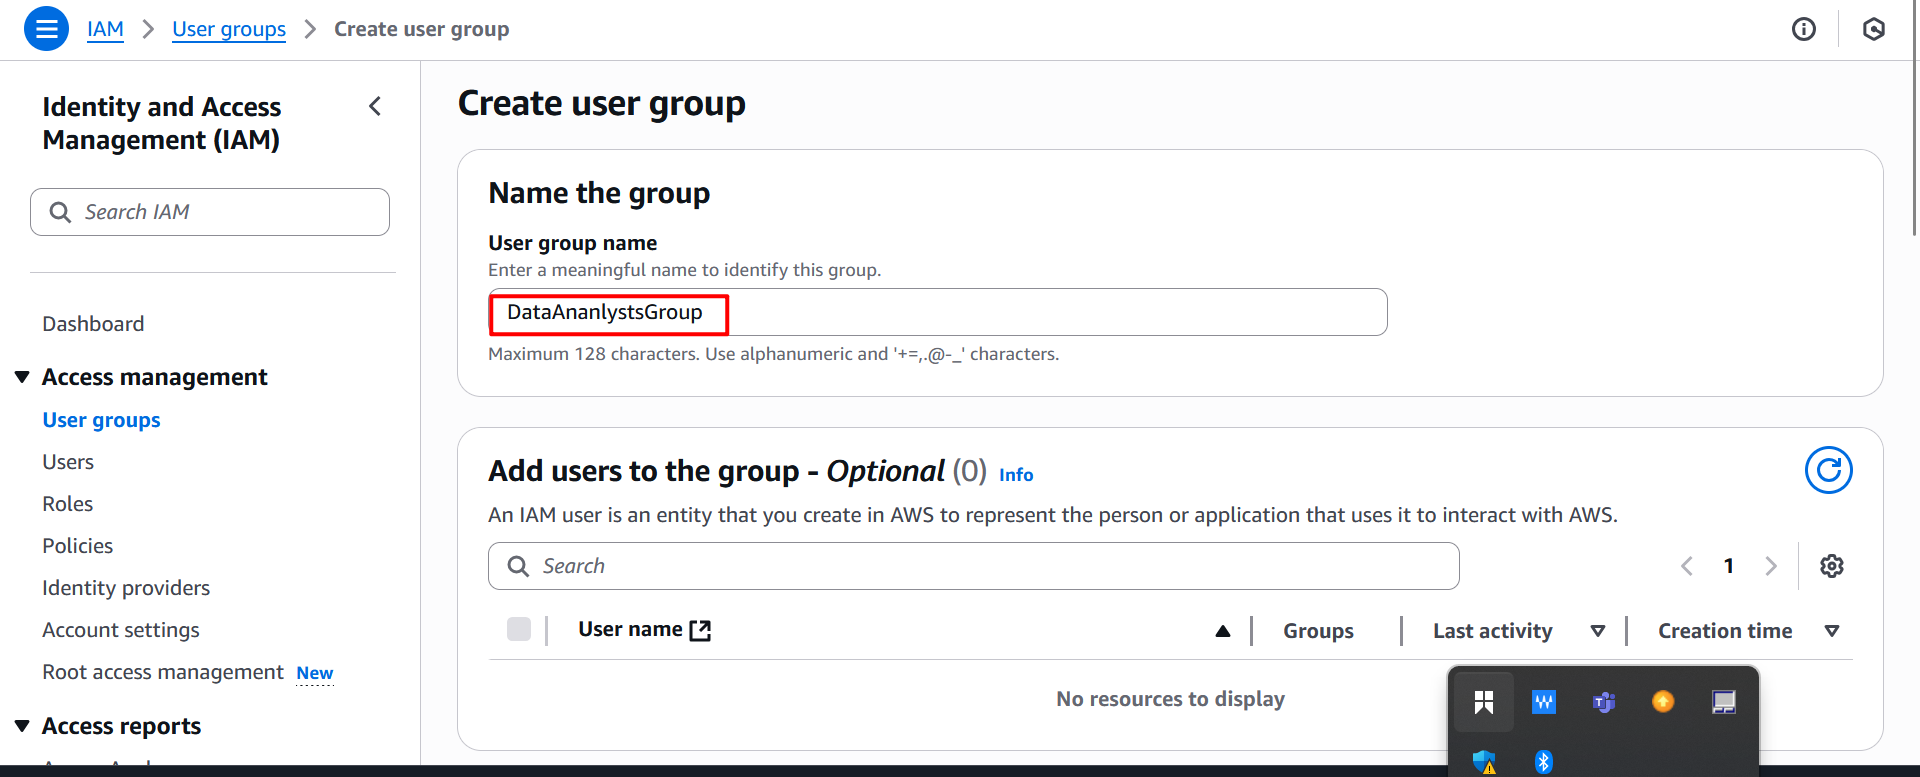 IAM > User groups > Create user group
Identity and Access
Management (IAM)
Search IAM
Dashboard
Access management
User groups
Users
Roles
Policies
Identity providers
Account settings
Root access management New
Access reports
Create user group
Name the group
User group name
Enter a meaningful name to identify this group.
DataAnanlystsGroup
Maximum 128 characters. Use alphanumeric and '+=,.@-_' characters.
Add users to the group - Optional (0) Info
An IAM user is an entity that you create in AWS to represent the person or application that uses it to interact with AWS.
Search
1
User name Groups Last activity Creation time
No resources to display